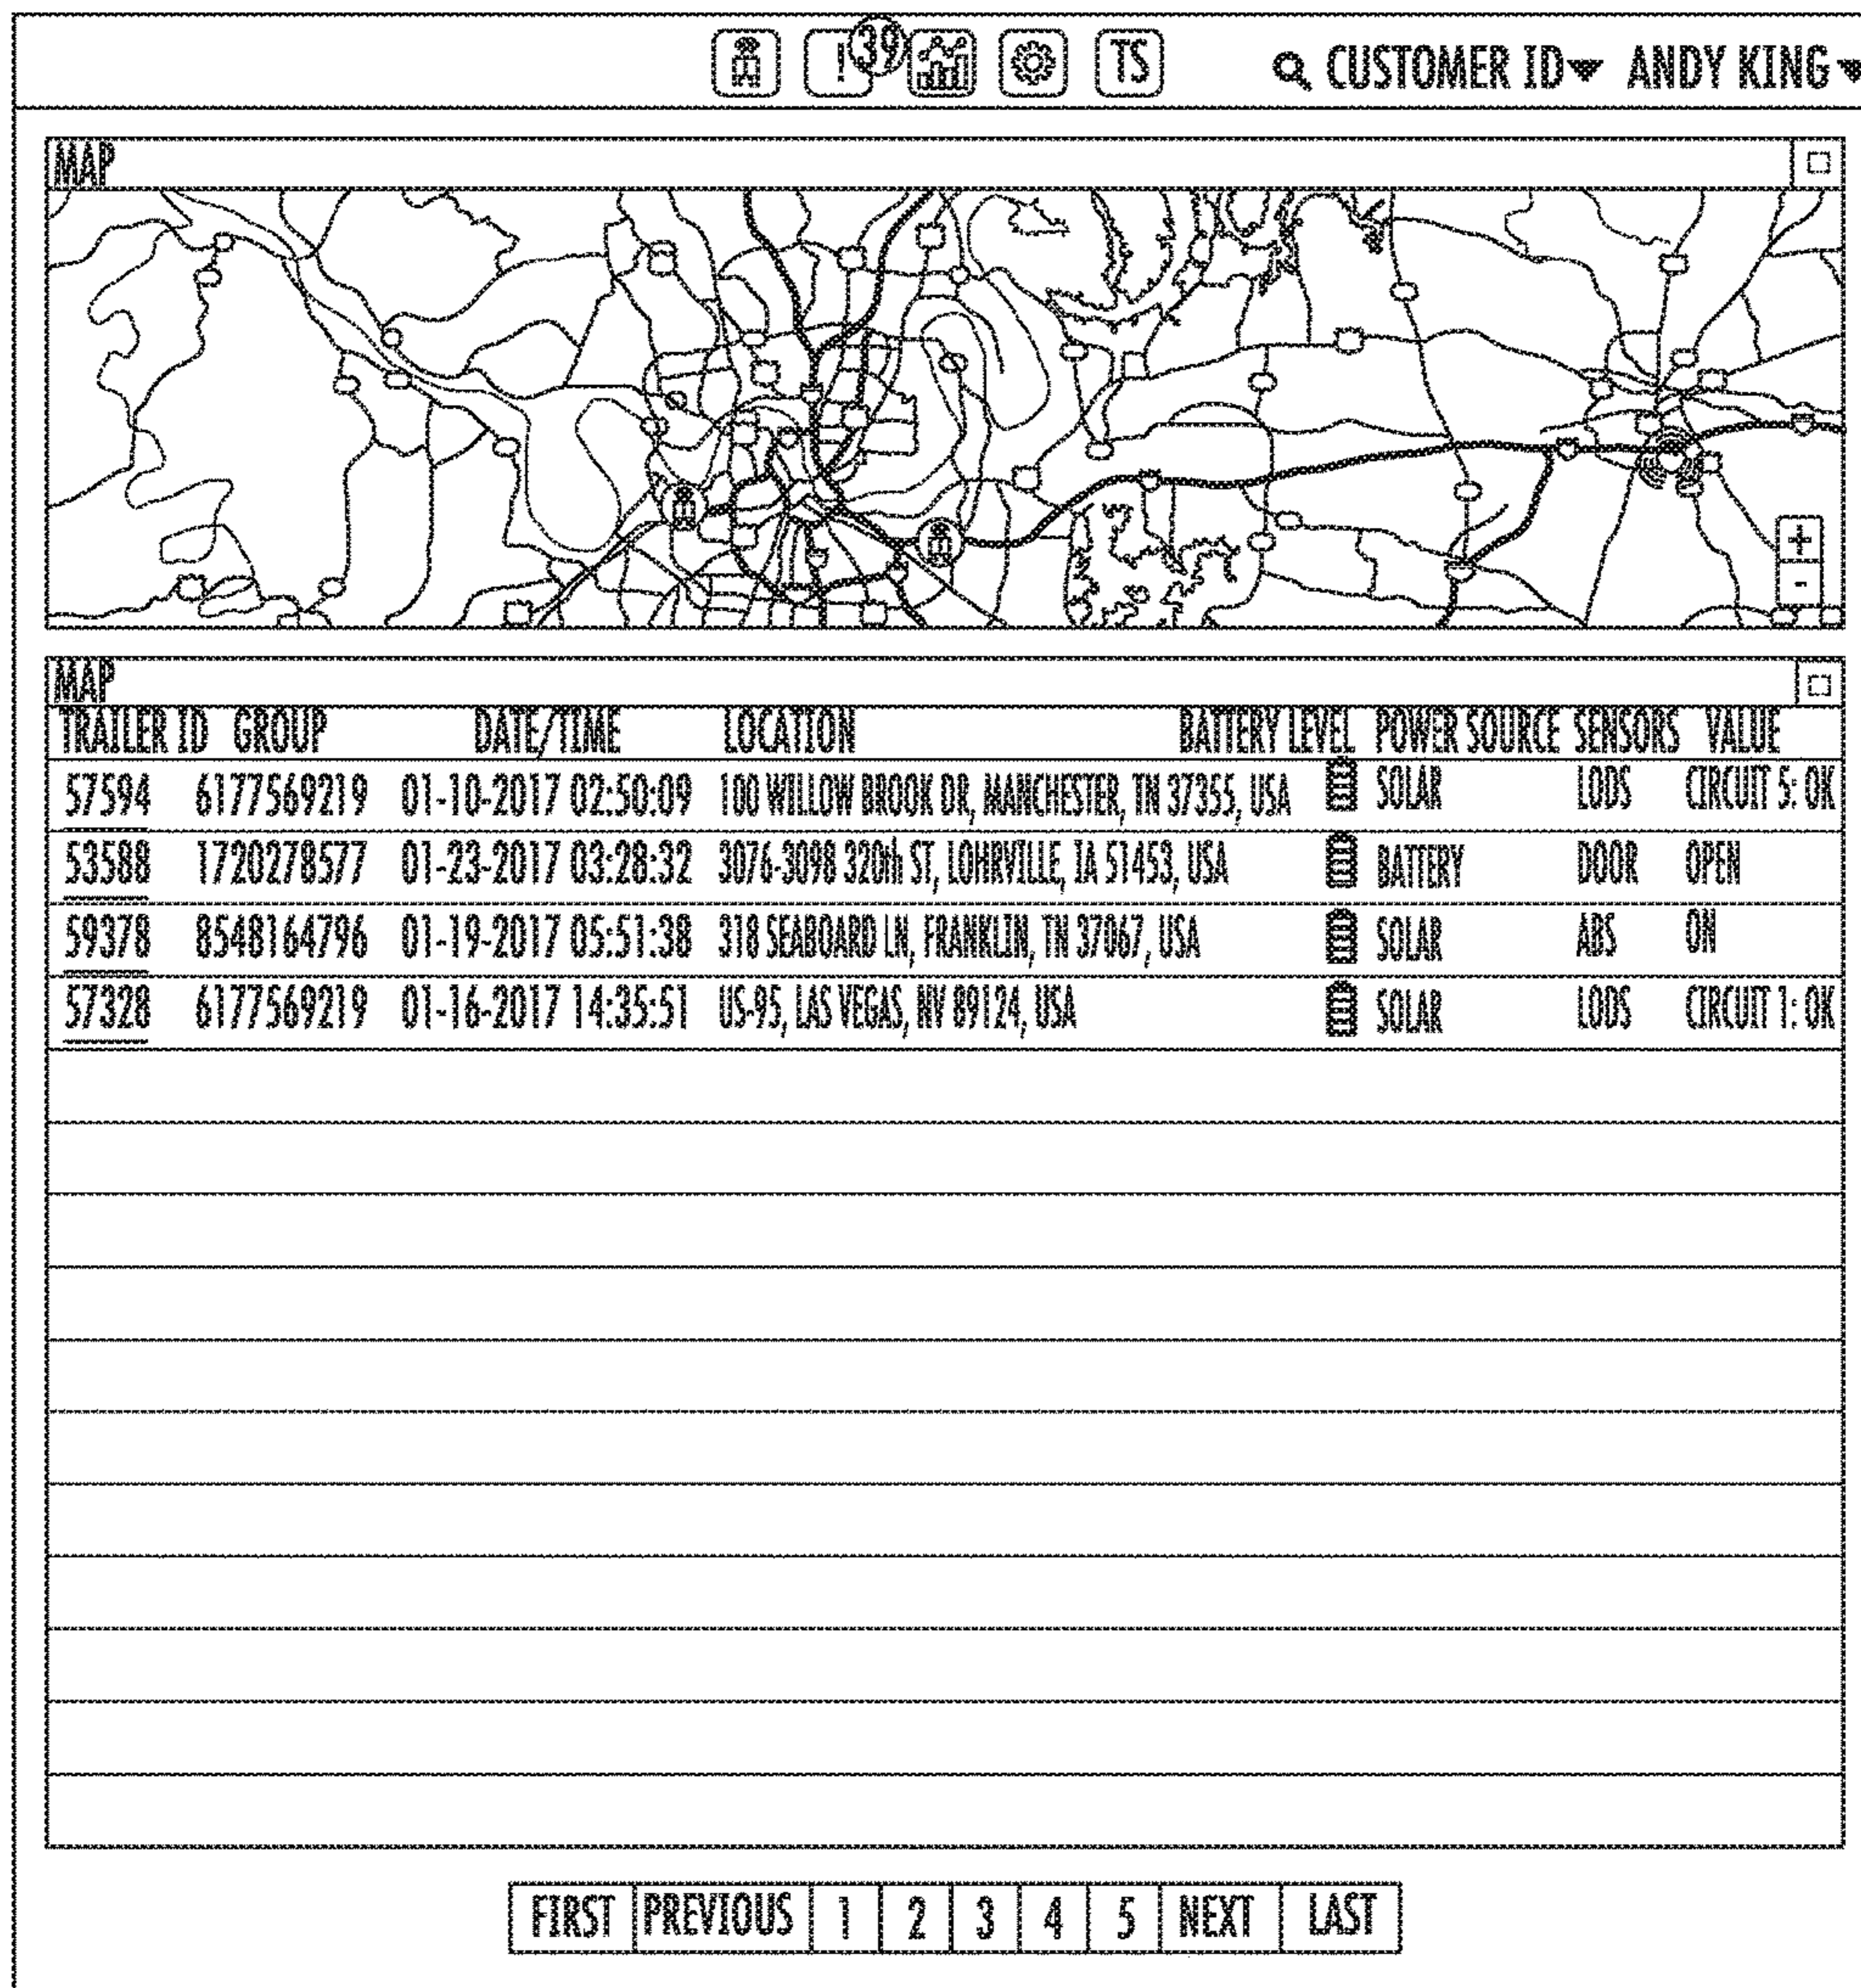 ! 39 TS CUSTOMER ID ANDY KING
MAP
+
-
MAP
TRAILER ID GROUP DATE/TIME LOCATION BATTERY LEVEL POWER SOURCE SENSORS VALUE
57594 6177569219 01-10-2017 02:50:09 100 WILLOW BROOK DR, MANCHESTER, TN 37355, USA SOLAR LODS CIRCUIT 5: OK
53588 1720278577 01-23-2017 03:28:32 3076-3098 320th ST, LOHRVILLE, IA 51453, USA BATTERY DOOR OPEN
59378 8548164796 01-19-2017 05:51:38 318 SEABOARD LN, FRANKLIN, TN 37067, USA SOLAR ABS ON
57328 6177569219 01-16-2017 14:35:51 US-95, LAS VEGAS, NV 89124, USA SOLAR LODS CIRCUIT 1: OK
FIRST PREVIOUS 1 2 3 4 5 NEXT LAST